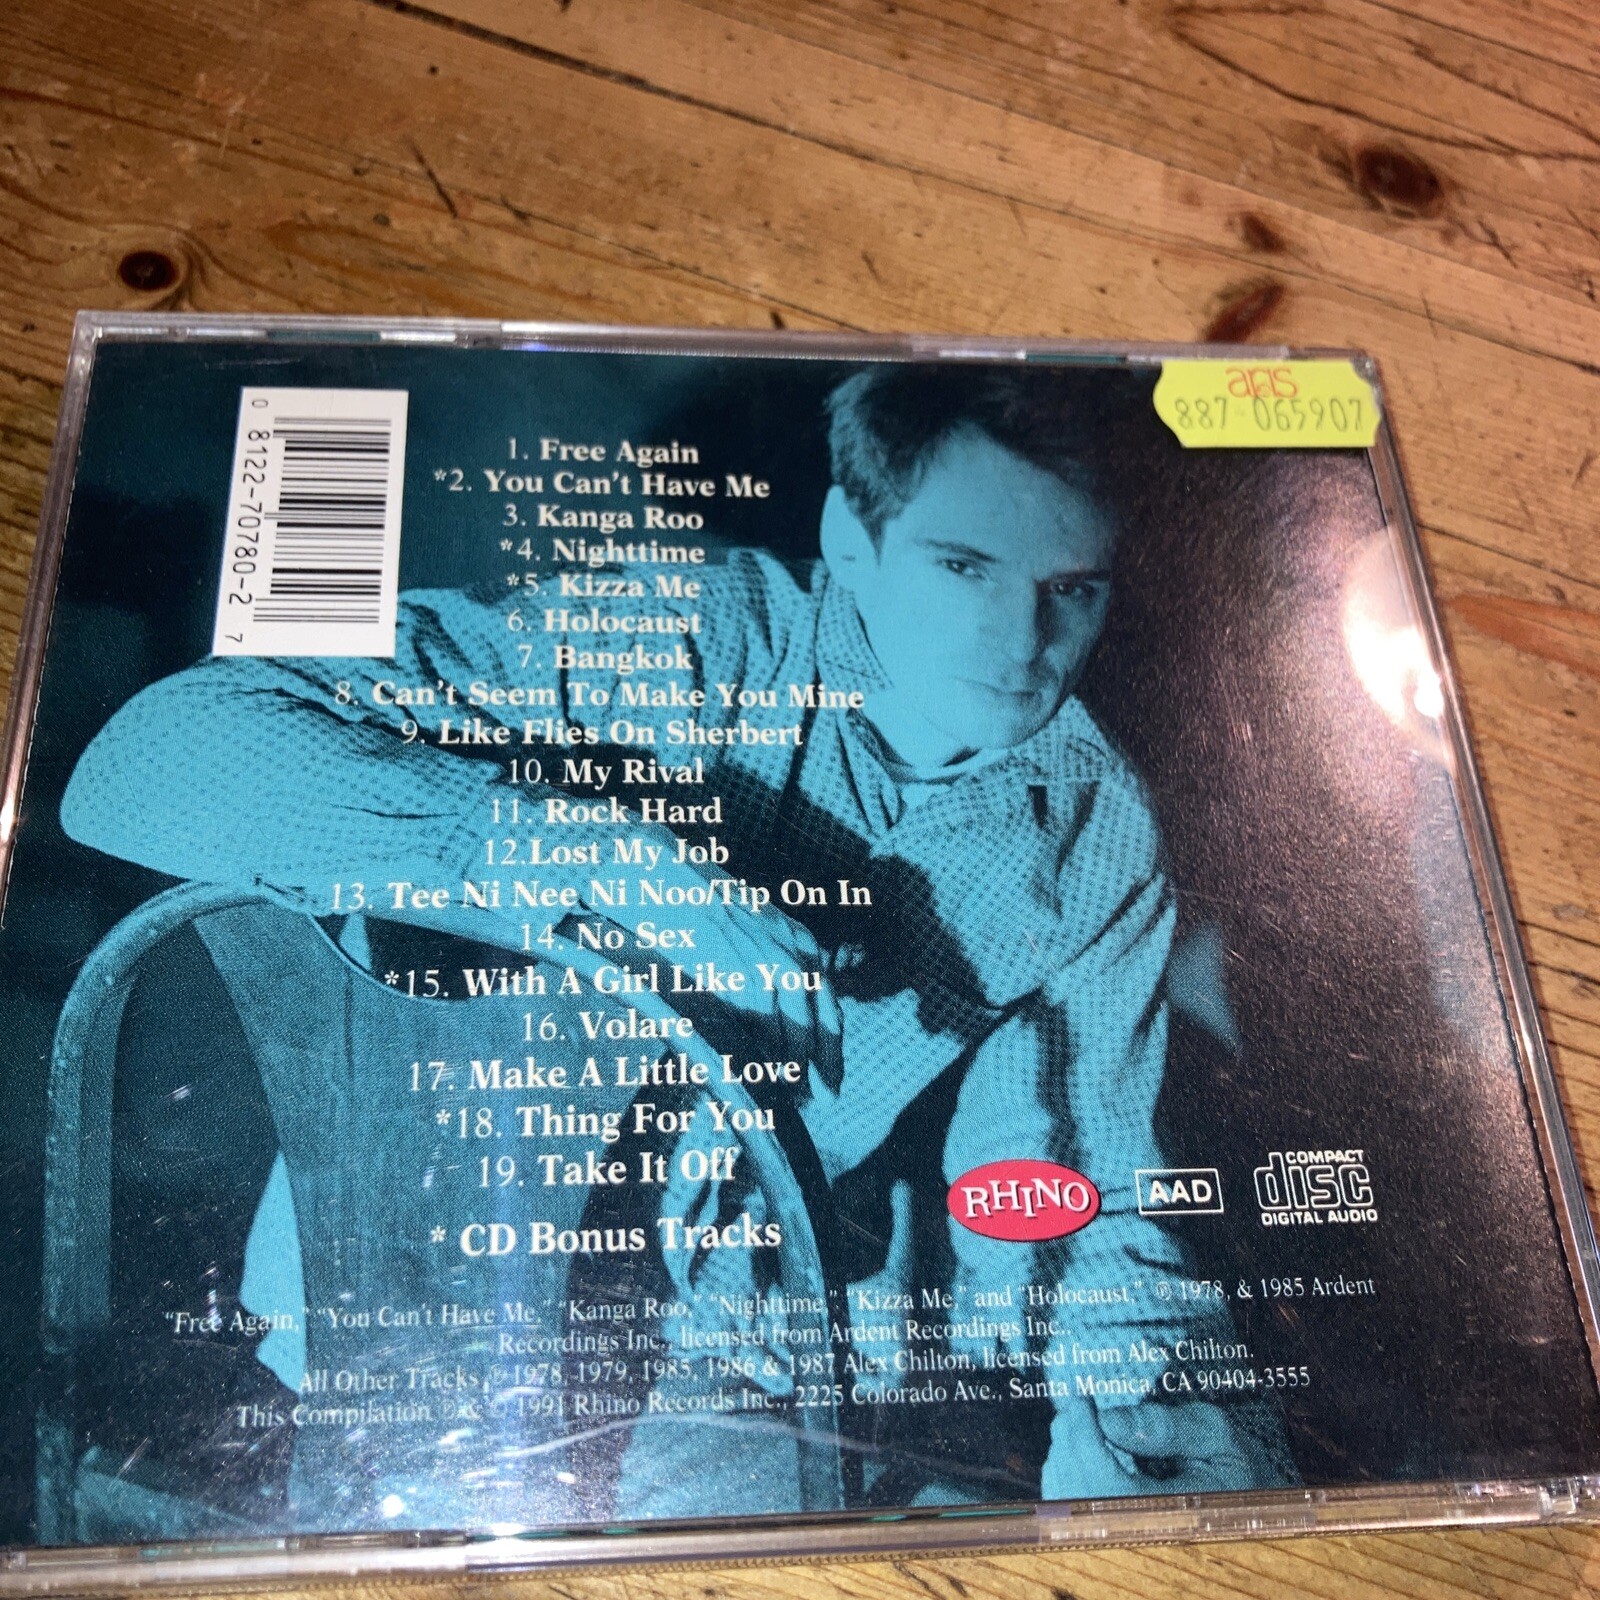 aris
887 065907
0 8122-70780-2 7
1. Free Again
*2. You Can't Have Me
3. Kanga Roo
*4. Nighttime
*5. Kizza Me
6. Holocaust
7. Bangkok
8. Can't Seem To Make You Mine
9. Like Flies On Sherbert
10. My Rival
11. Rock Hard
12.Lost My Job
13. Tee Ni Nee Ni Noo/Tip On In
14. No Sex
*15. With A Girl Like You
16. Volare
17. Make A Little Love
*18. Thing For You
19. Take It Off
* CD Bonus Tracks
RHINO
AAD
COMPACT
disc
DIGITAL AUDIO
"Free Again," "You Can't Have Me," "Kanga Roo," "Nighttime," "Kizza Me," and "Holocaust," ℗ 1978, & 1985 Ardent
Recordings Inc., licensed from Ardent Recordings Inc..
All Other Tracks ℗ 1978, 1979, 1985, 1986 & 1987 Alex Chilton, licensed from Alex Chilton.
This Compilation ℗ & © 1991 Rhino Records Inc., 2225 Colorado Ave., Santa Monica, CA 90404-3555